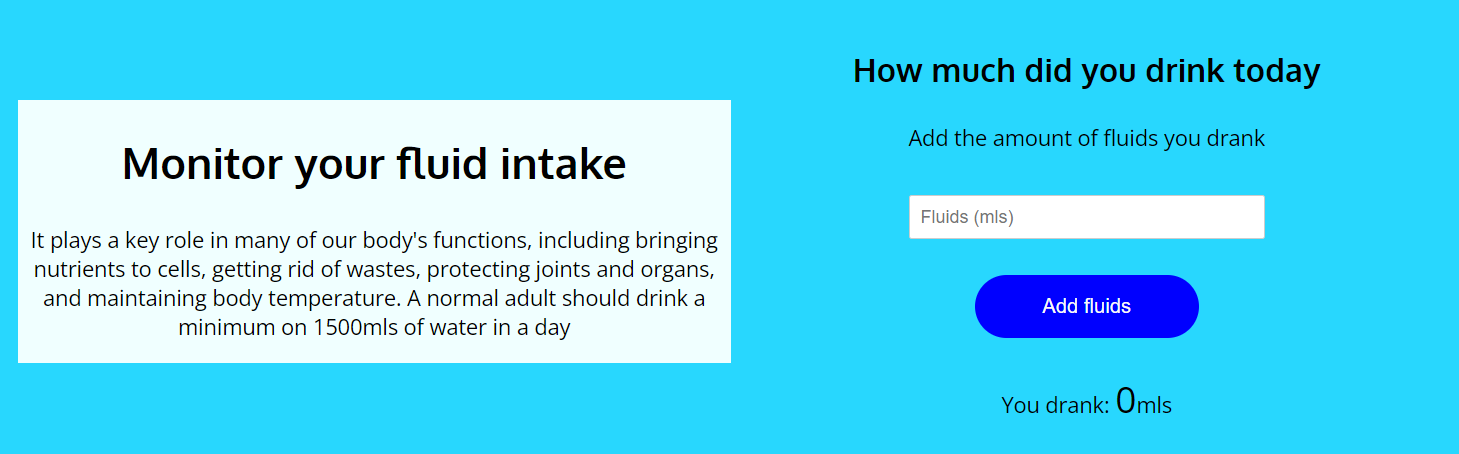 Monitor your fluid intake
It plays a key role in many of our body's functions, including bringing
nutrients to cells, getting rid of wastes, protecting joints and organs,
and maintaining body temperature. A normal adult should drink a
minimum on 1500mls of water in a day
How much did you drink today
Add the amount of fluids you drank
Fluids (mls)
Add fluids
You drank: 0mls